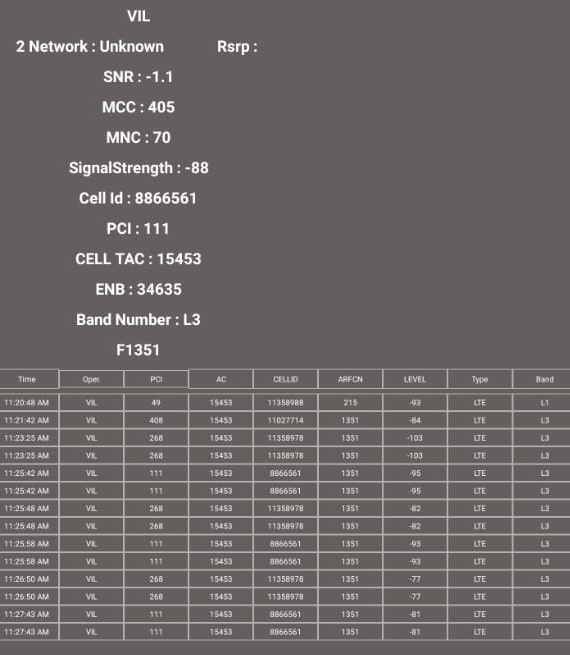 VIL
2 Network : Unknown Rsrp :
SNR : -1.1
MCC : 405
MNC : 70
SignalStrength : -88
Cell Id : 8866561
PCI : 111
CELL TAC : 15453
ENB : 34635
Band Number : L3
F1351
Time Oper. PCI AC CELLID ARFCN LEVEL Type Band
11:20:48 AM VIL 49 15453 11358988 215 -93 LTE L1
11:21:42 AM VIL 408 15453 11027714 1351 -84 LTE L3
11:23:25 AM VIL 268 15453 11358978 1351 -103 LTE L3
11:23:25 AM VIL 268 15453 11358978 1351 -103 LTE L3
11:25:42 AM VIL 111 15453 8866561 1351 -95 LTE L3
11:25:42 AM VIL 111 15453 8866561 1351 -95 LTE L3
11:25:48 AM VIL 268 15453 11358978 1351 -82 LTE L3
11:25:48 AM VIL 268 15453 11358978 1351 -82 LTE L3
11:25:58 AM VIL 111 15453 8866561 1351 -93 LTE L3
11:25:58 AM VIL 111 15453 8866561 1351 -93 LTE L3
11:26:50 AM VIL 268 15453 11358978 1351 -77 LTE L3
11:26:50 AM VIL 268 15453 11358978 1351 -77 LTE L3
11:27:43 AM VIL 111 15453 8866561 1351 -81 LTE L3
11:27:43 AM VIL 111 15453 8866561 1351 -81 LTE L3